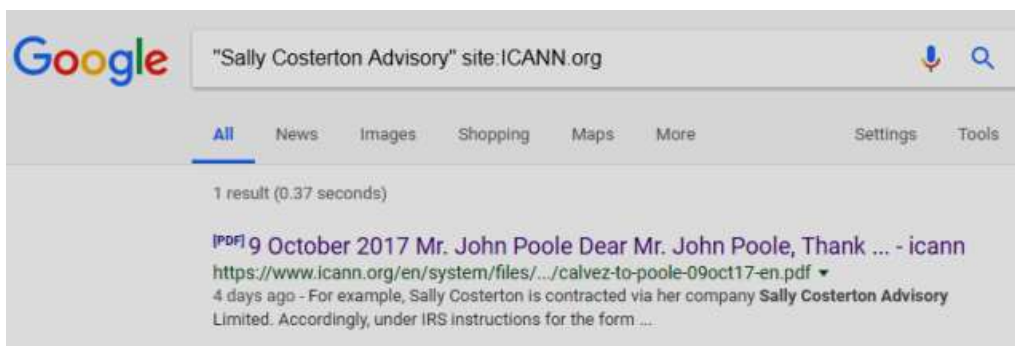 Google "Sally Costerton Advisory" site:ICANN.org
All News Images Shopping Maps More Settings Tools
1 result (0.37 seconds)
[PDF] 9 October 2017 Mr. John Poole Dear Mr. John Poole, Thank ... - icann
https://www.icann.org/en/system/files/.../calvez-to-poole-09oct17-en.pdf
4 days ago - For example, Sally Costerton is contracted via her company Sally Costerton Advisory
Limited. Accordingly, under IRS instructions for the form ...